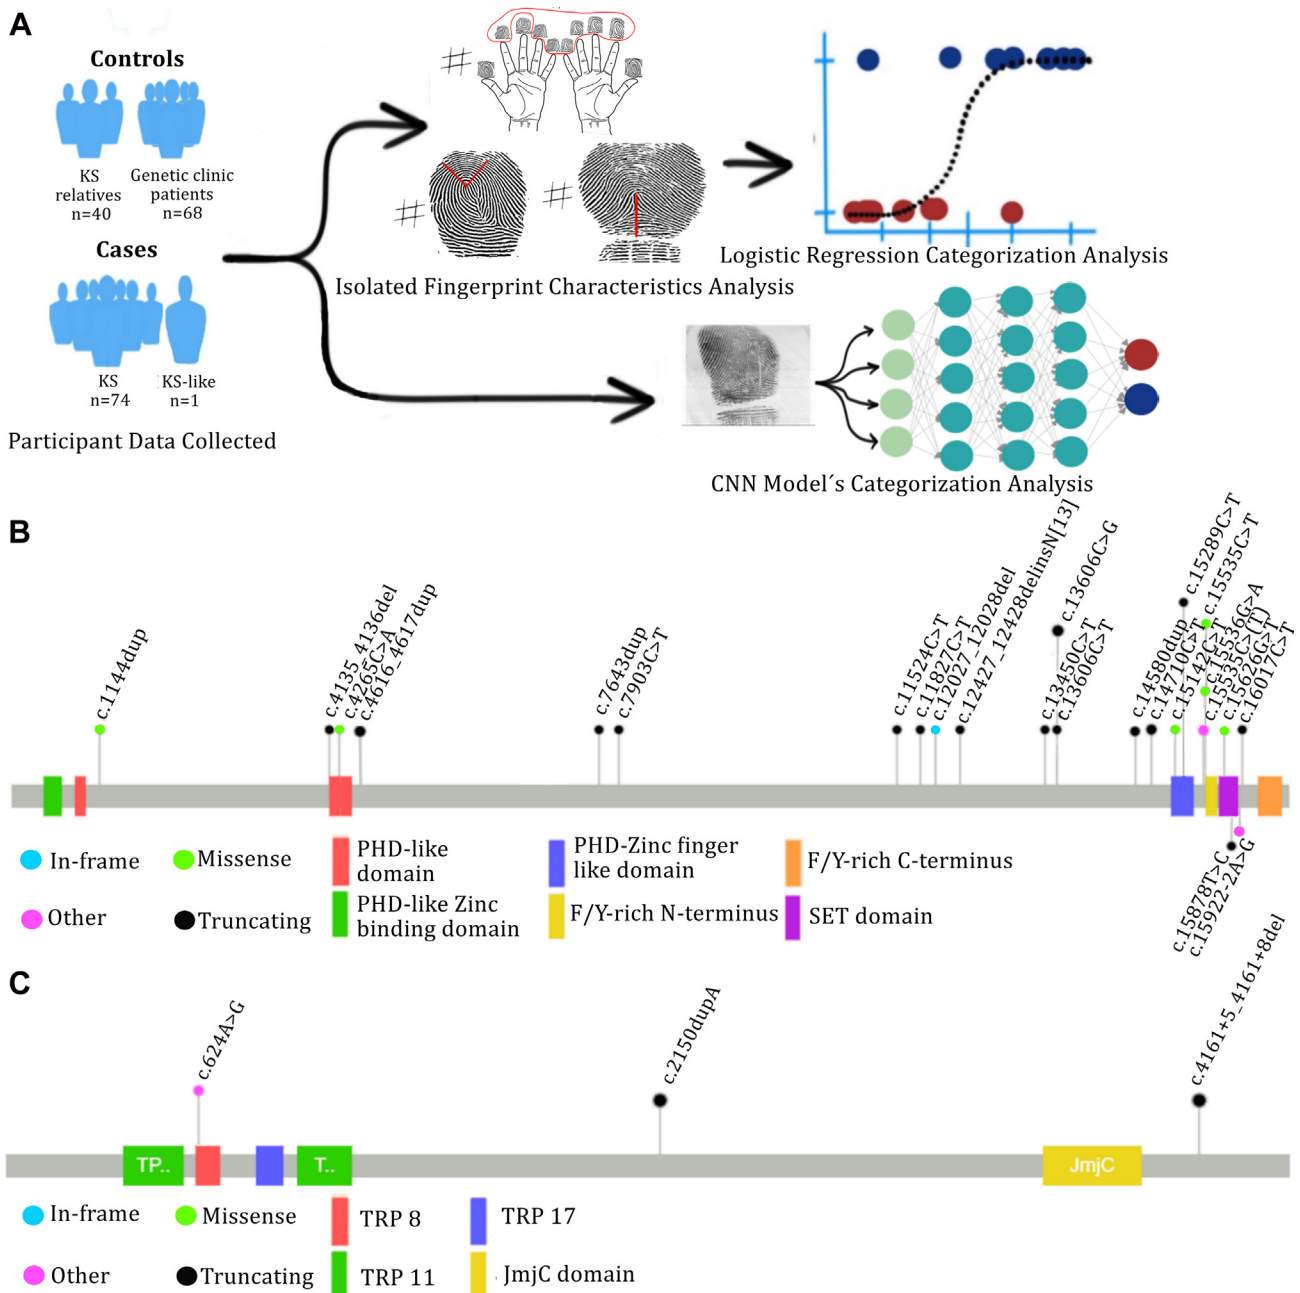 A
Controls
KS
relatives
n=40
Genetic clinic
patients
n=68
Cases
KS
n=74
KS-like
n=1
Participant Data Collected
#
#
#
Isolated Fingerprint Characteristics Analysis
Logistic Regression Categorization Analysis
CNN Model´s Categorization Analysis
B
c.1144dup
c.4135_4136del
c.4265C>A
c.4616_4617dup
c.7643dup
c.7903C>T
c.11524C>T
c.11827C>T
c.12027_12028del
c.12427_12428delinsN[13]
c.13450C>T
c.13606C>T
c.13606C>G
c.14580dup
c.14710C>T
c.15142C>T
c.15289C>T
c.15535C>T
c.15536G>A
c.15535C>(T)
c.15626G>T
c.16017C>T
c.15878T>C
c.15922-2A>G
In-frame
Missense
PHD-like
domain
PHD-Zinc finger
like domain
F/Y-rich C-terminus
Other
Truncating
PHD-like Zinc
binding domain
F/Y-rich N-terminus
SET domain
C
c.624A>G
c.2150dupA
c.4161+5_4161+8del
TP..
T..
JmjC
In-frame
Missense
TRP 8
TRP 17
Other
Truncating
TRP 11
JmjC domain